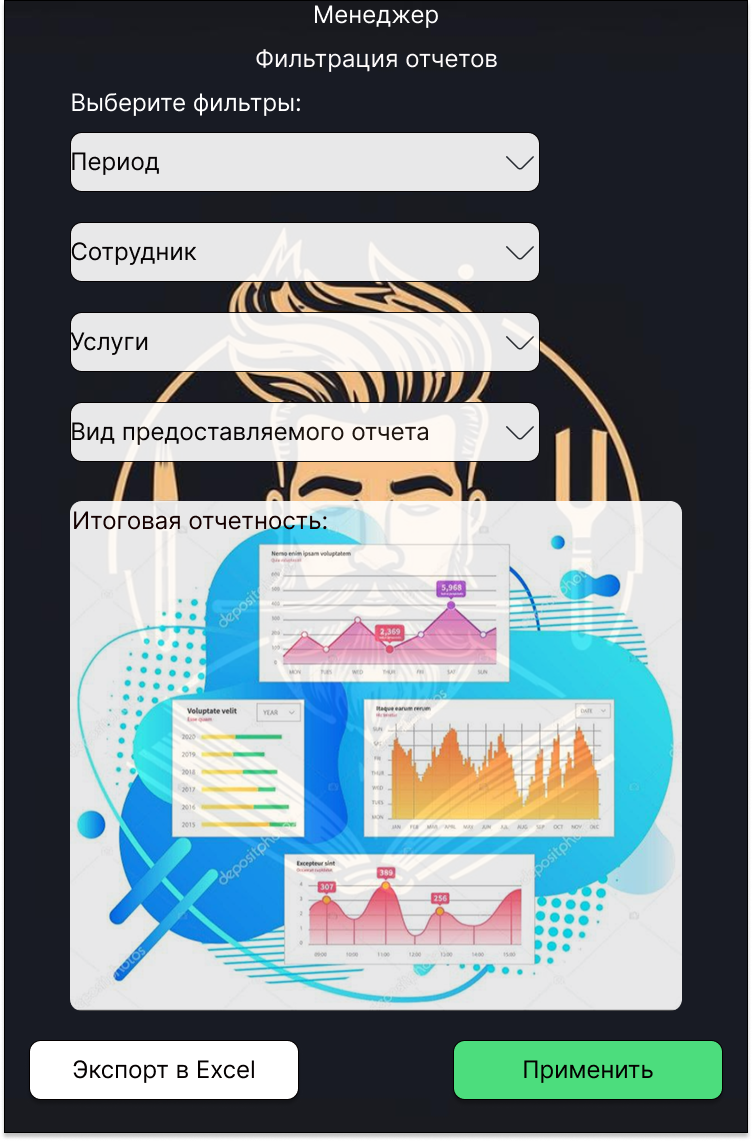 Менеджер
Фильтрация отчетов
Выберите фильтры:
Период
Сотрудник
Услуги
Вид предоставляемого отчета
Итоговая отчетность:
Nemo enim ipsam voluptatem
5,968
2,369
MON TUES WED THUR FRI SAT SUN
Voluptate velit
YEAR
2020
2019
2018
2017
2016
2015
Itaque earum rerum
DATE
JAN FEB MAR APRL MAY JUN JUL AUG SEP OCT NOV DEC
Excepteur sint
307
389
256
depositphotos
Экспорт в Excel
Применить